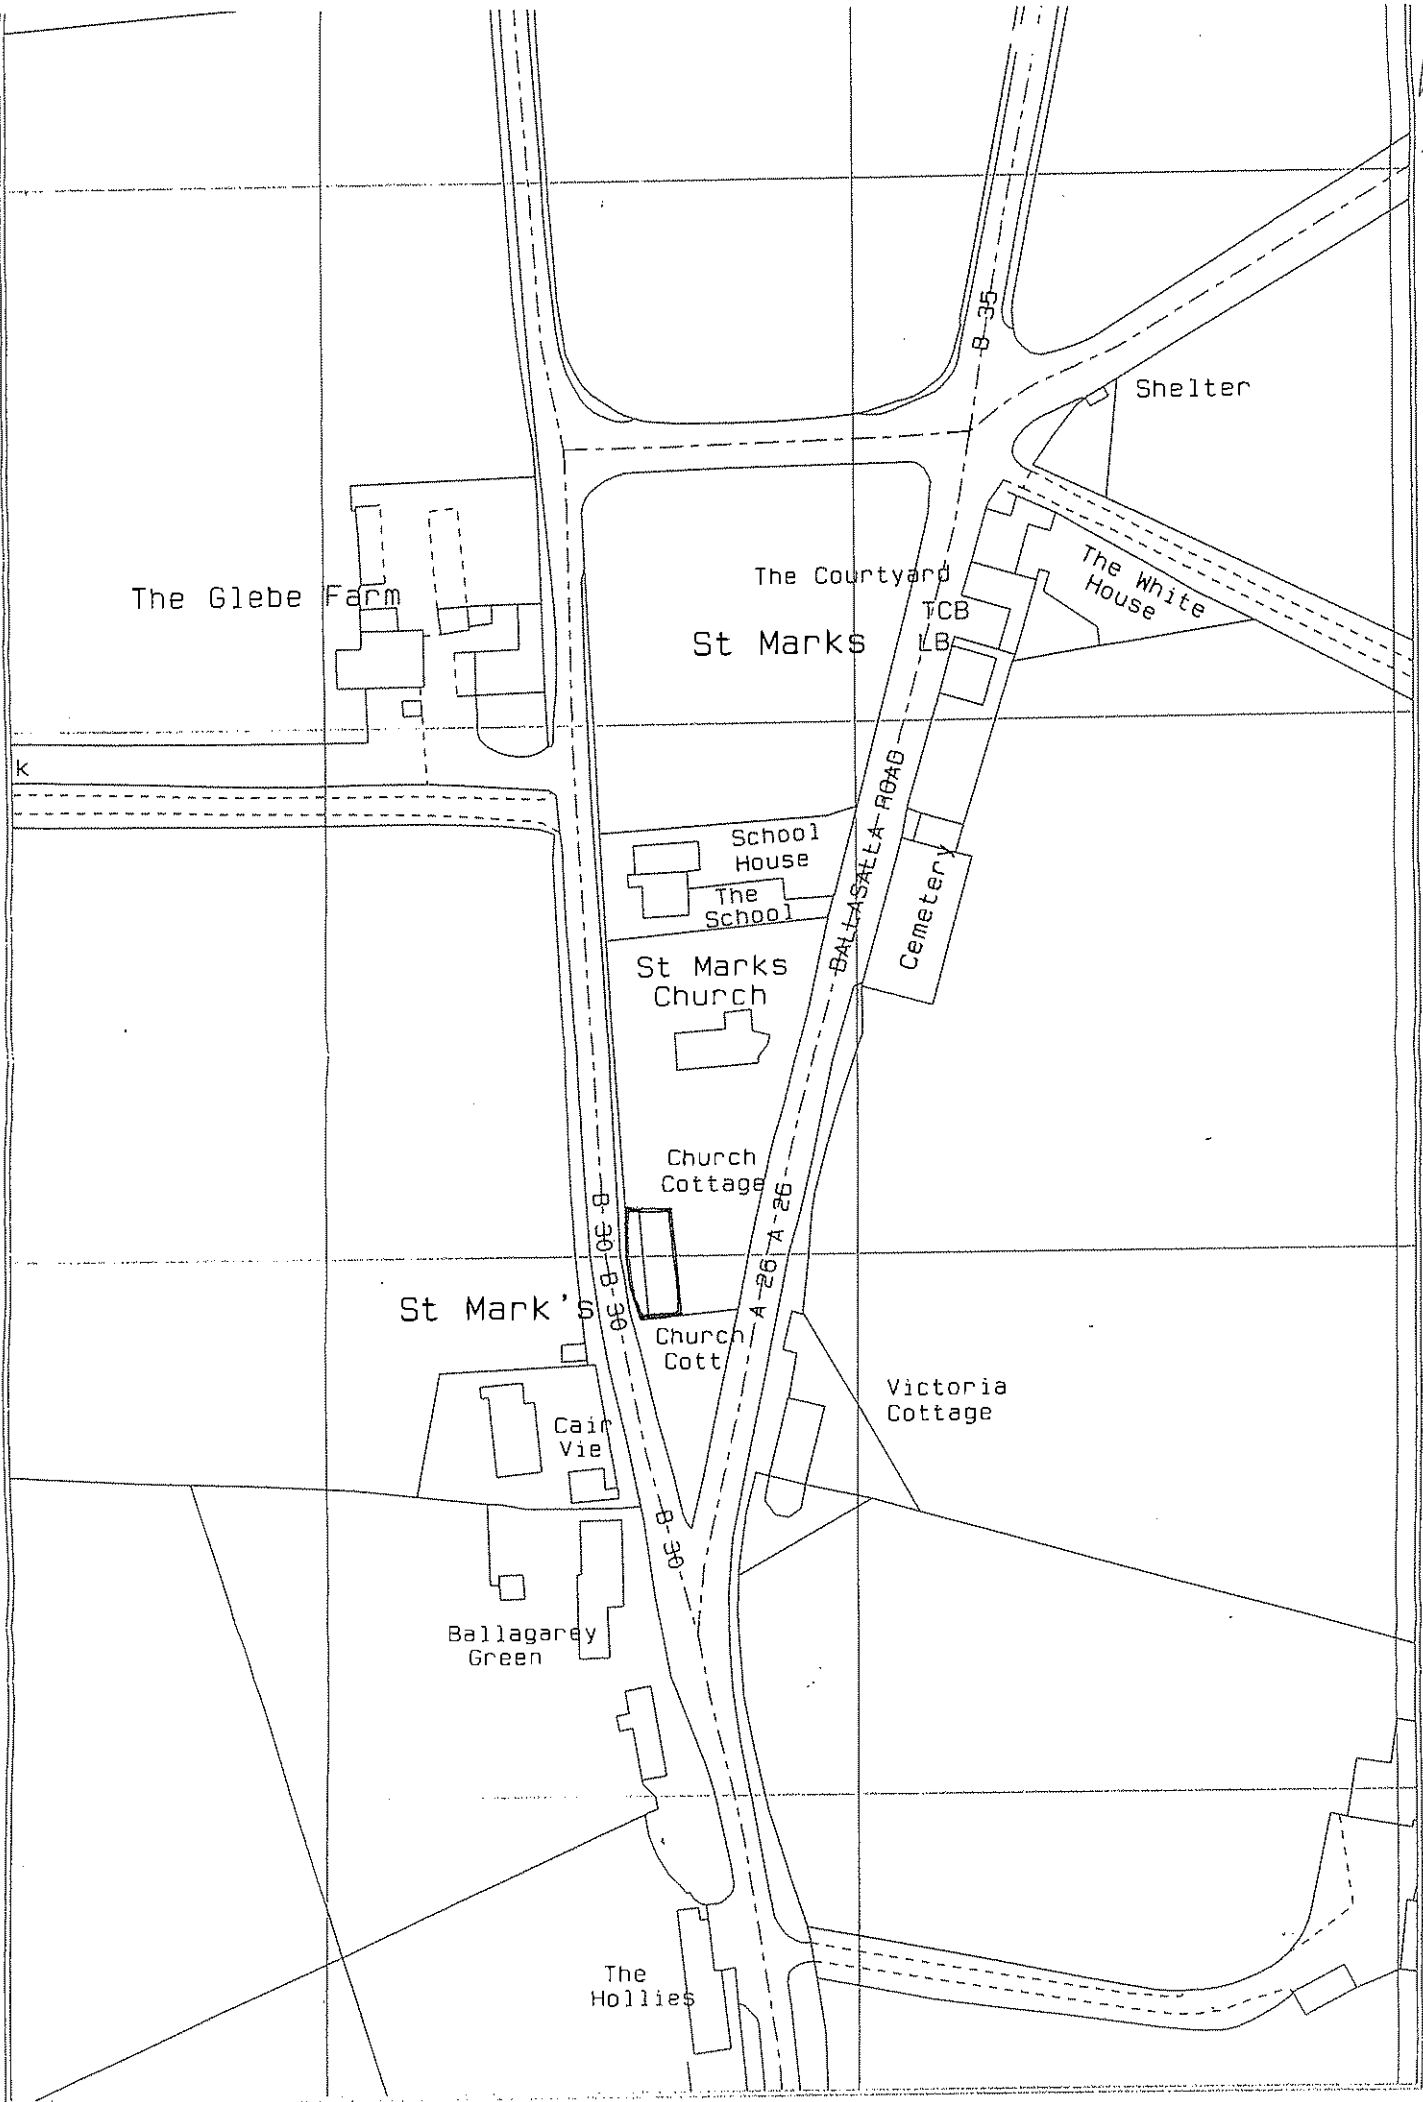 B 35
Shelter
The White
House
The Courtyard
The Glebe Farm
TCB
St Marks
LB
k
BALLASALLA ROAD
School
House
The
School
Cemetery
St Marks
Church
Church
Cottage
B 30
A 26
A 26
B 30
St Mark's
Church
Cott
Victoria
Cottage
Cair
Vie
B 30
Ballagarey
Green
The
Hollies